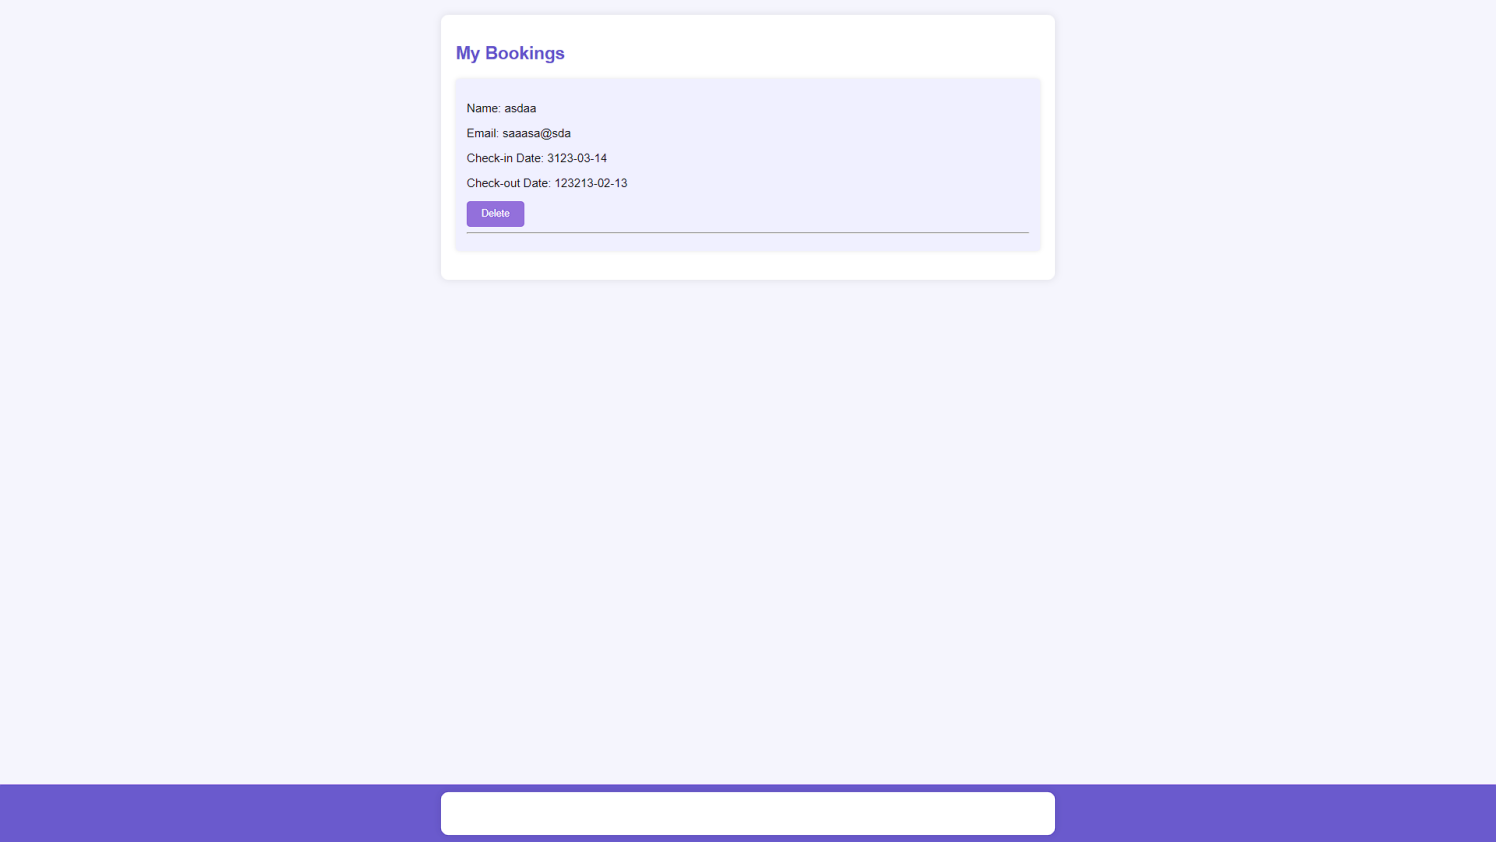 My Bookings
Name: asdaa
Email: saaasa@sda
Check-in Date: 3123-03-14
Check-out Date: 123213-02-13
Delete